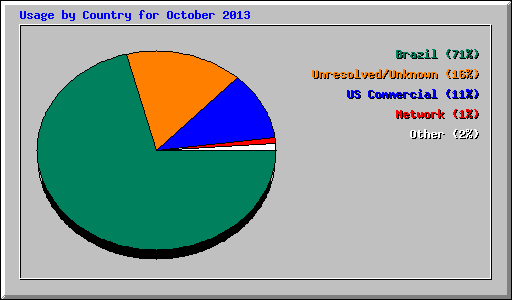 Usage by Country for October 2013
Brazil (71%)
Unresolved/Unknown (16%)
US Commercial (11%)
Network (1%)
Other (2%)